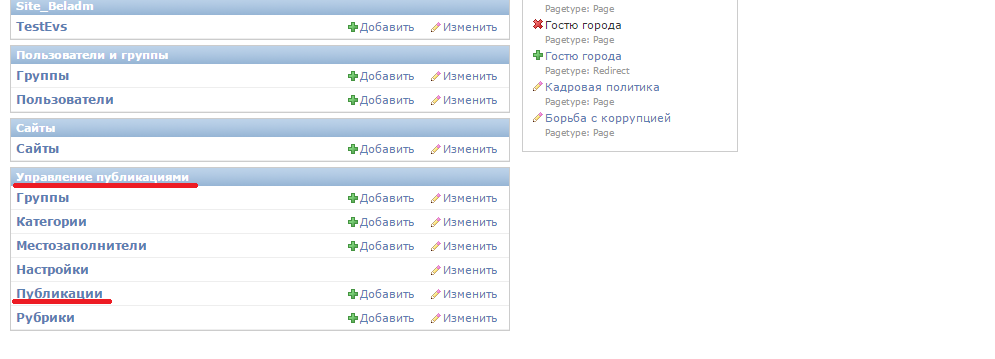 Site_Beladm
TestEvs Добавить Изменить
Пользователи и группы
Группы Добавить Изменить
Пользователи Добавить Изменить
Сайты
Сайты Добавить Изменить
Управление публикациями
Группы Добавить Изменить
Категории Добавить Изменить
Местозаполнители Добавить Изменить
Настройки Изменить
Публикации Добавить Изменить
Рубрики Добавить Изменить
Pagetype: Page
Гостю города
Pagetype: Page
Гостю города
Pagetype: Redirect
Кадровая политика
Pagetype: Page
Борьба с коррупцией
Pagetype: Page